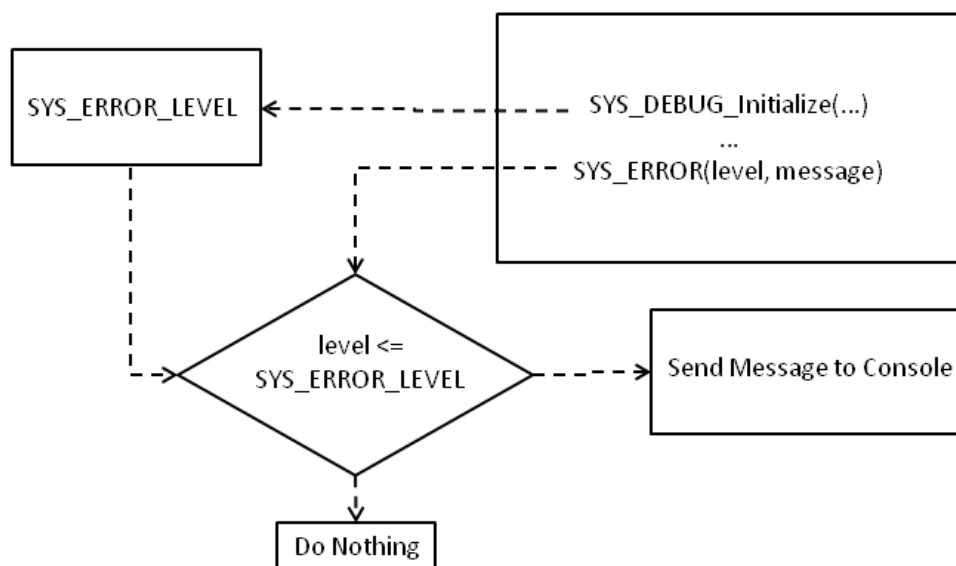 SYS_ERROR_LEVEL
SYS_DEBUG_Initialize(...)
...
SYS_ERROR(level, message)
level <=
SYS_ERROR_LEVEL
Send Message to Console
Do Nothing